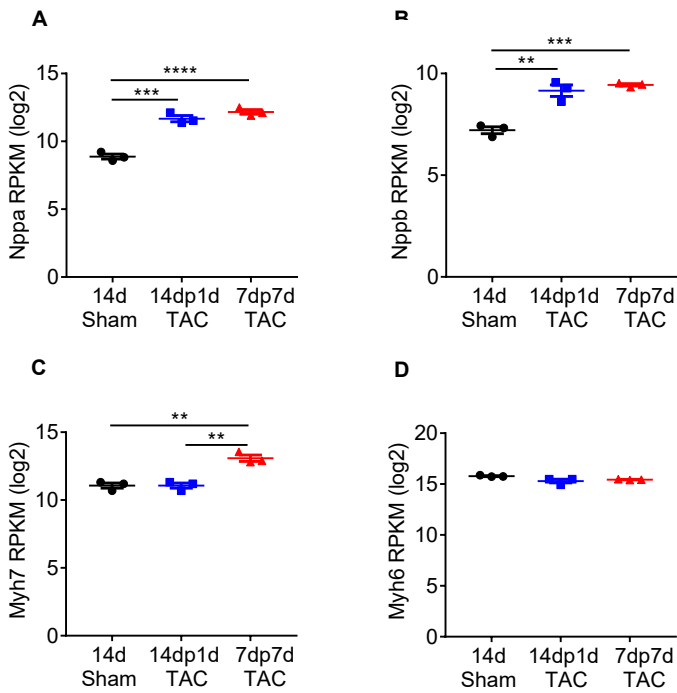 A
Nppa RPKM (log2)
15
10
5
0
****
***
14d
Sham
14dp1d
TAC
7dp7d
TAC
B
Nppb RPKM (log2)
10
5
0
***
**
14d
Sham
14dp1d
TAC
7dp7d
TAC
C
Myh7 RPKM (log2)
15
10
5
0
**
**
14d
Sham
14dp1d
TAC
7dp7d
TAC
D
Myh6 RPKM (log2)
20
15
10
5
0
14d
Sham
14dp1d
TAC
7dp7d
TAC